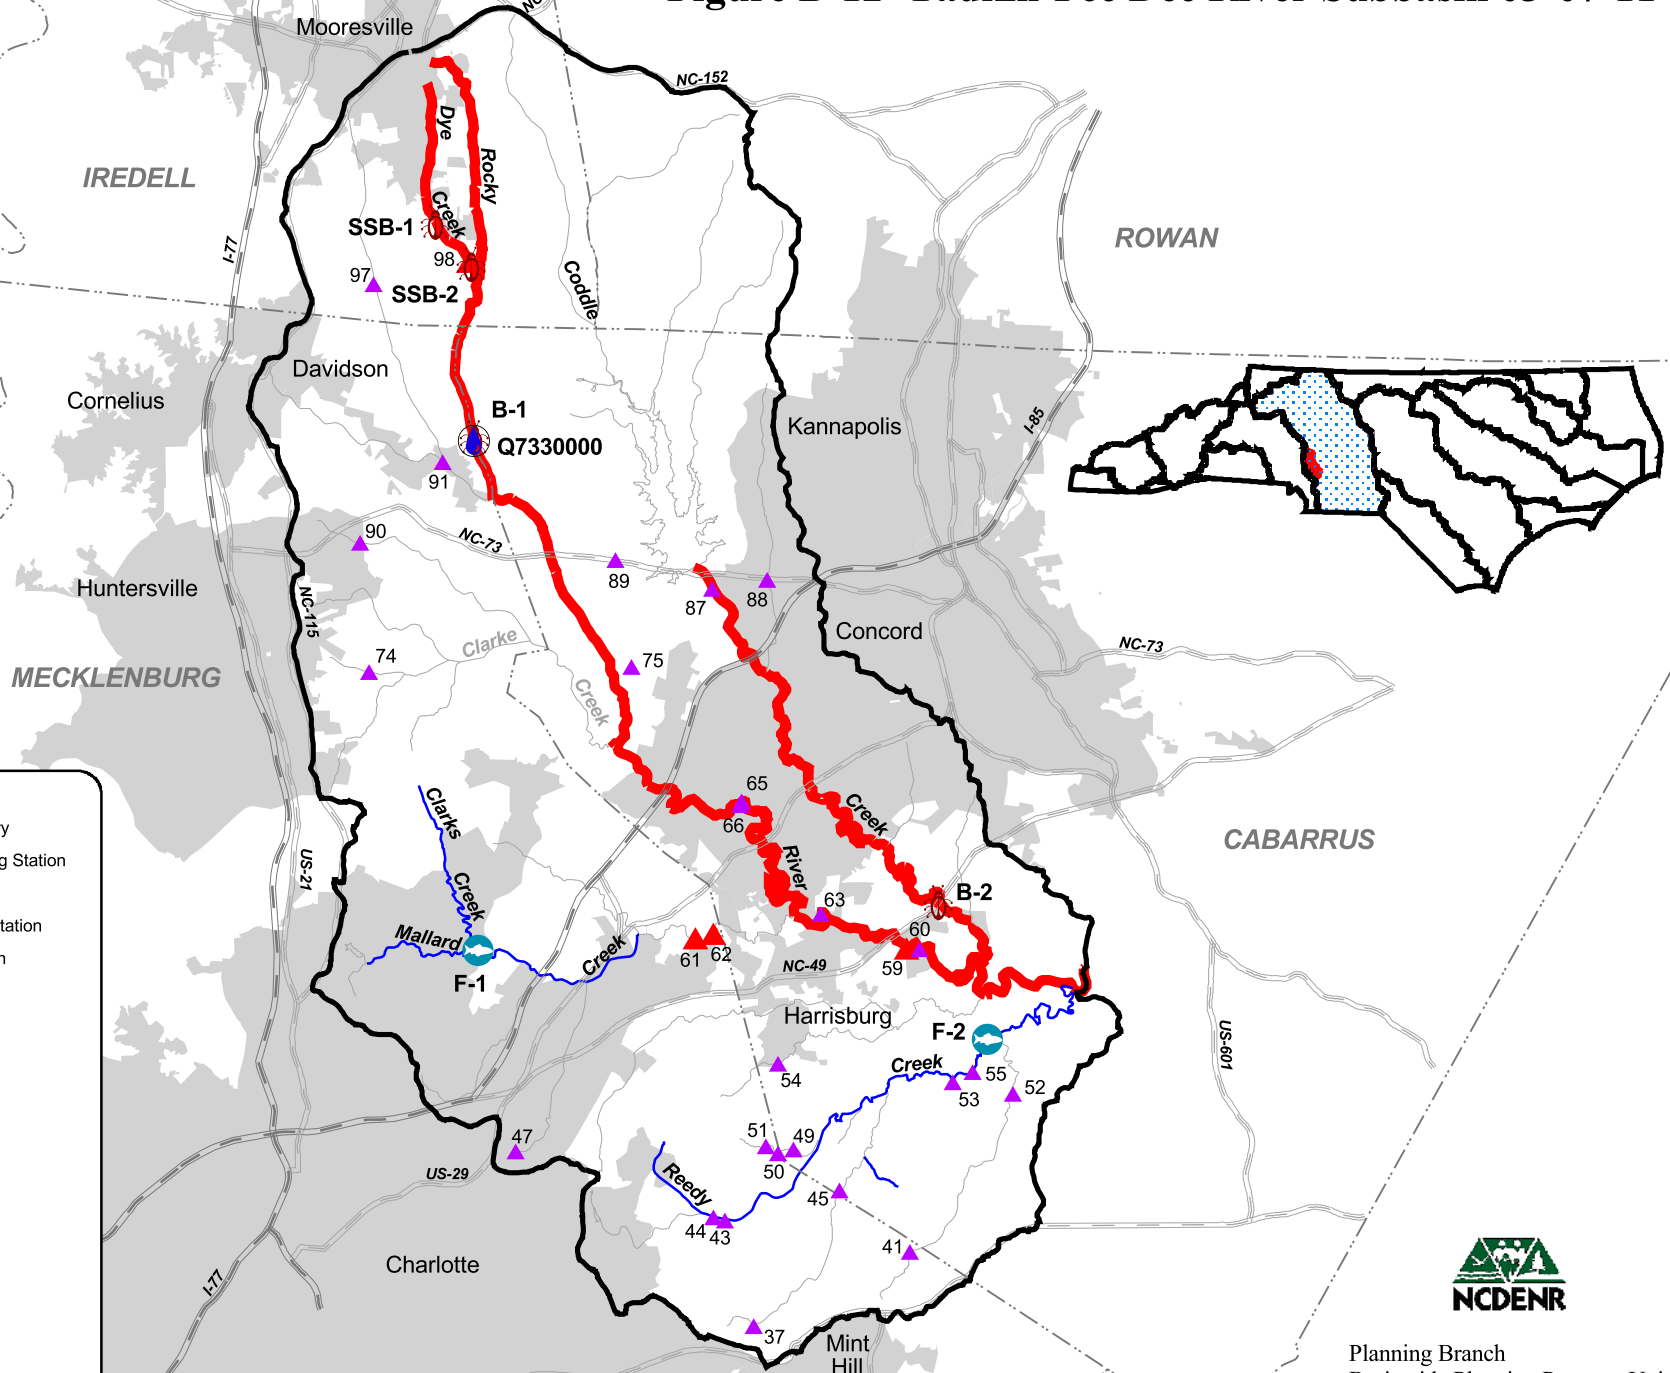 Mooresville
NC-152
Dye
Rocky
IREDELL
Creek
SSB-1
ROWAN
I-77
98
97
SSB-2
Coddle
Davidson
Cornelius
B-1
Kannapolis
I-85
Q7330000
91
90
NC-73
89
88
Huntersville
87
NC-115
Concord
Clarke
NC-73
74
75
MECKLENBURG
Creek
65
Clarks
Creek
66
CABARRUS
River
US-21
Creek
B-2
63
60
Mallard
Creek
61
62
59
NC-49
F-1
Harrisburg
F-2
US-601
Creek
54
55
53
52
47
51
49
50
US-29
Reedy
45
44
43
41
Charlotte
I-77
NCDENR
37
Mint
Hill
Planning Branch
g Station
tation